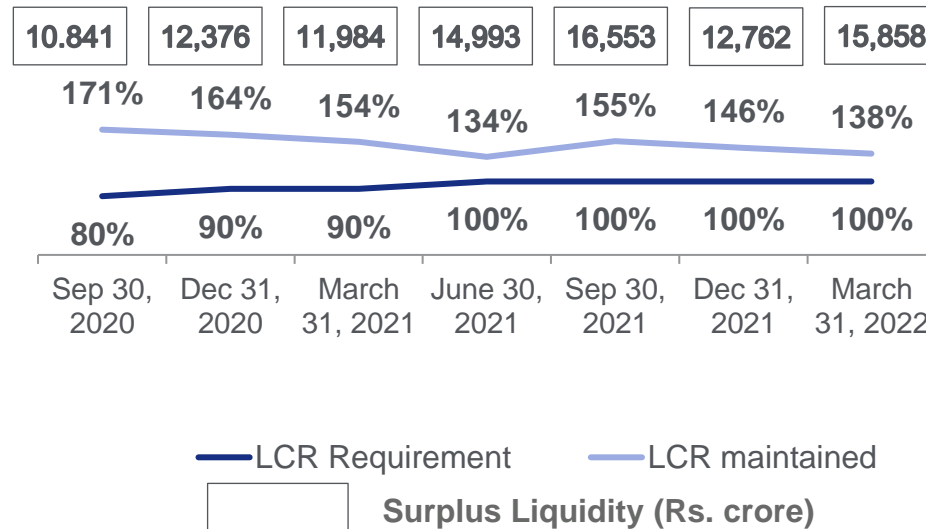 10.841 12,376 11,984 14,993 16,553 12,762 15,858
171% 164% 154% 134% 155% 146% 138%
80% 90% 90% 100% 100% 100% 100%
Sep 30, Dec 31, March June 30, Sep 30, Dec 31, March
2020 2020 31, 2021 2021 2021 2021 31, 2022
LCR Requirement LCR maintained
Surplus Liquidity (Rs. crore)